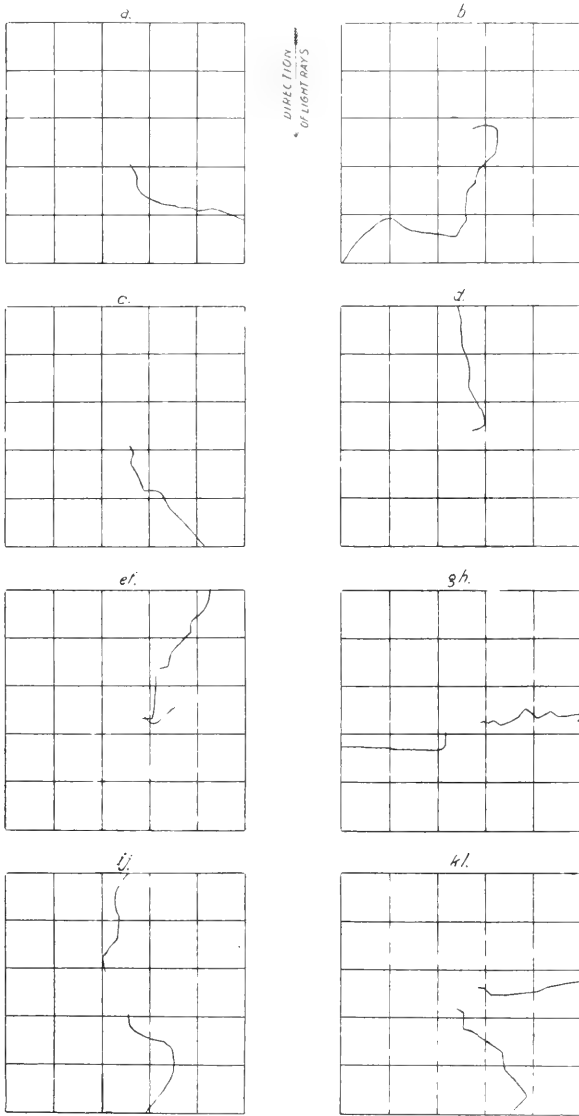 a.
b
DIRECTION
OF LIGHT RAYS
c.
d.
ef.
gh.
ij.
kl.